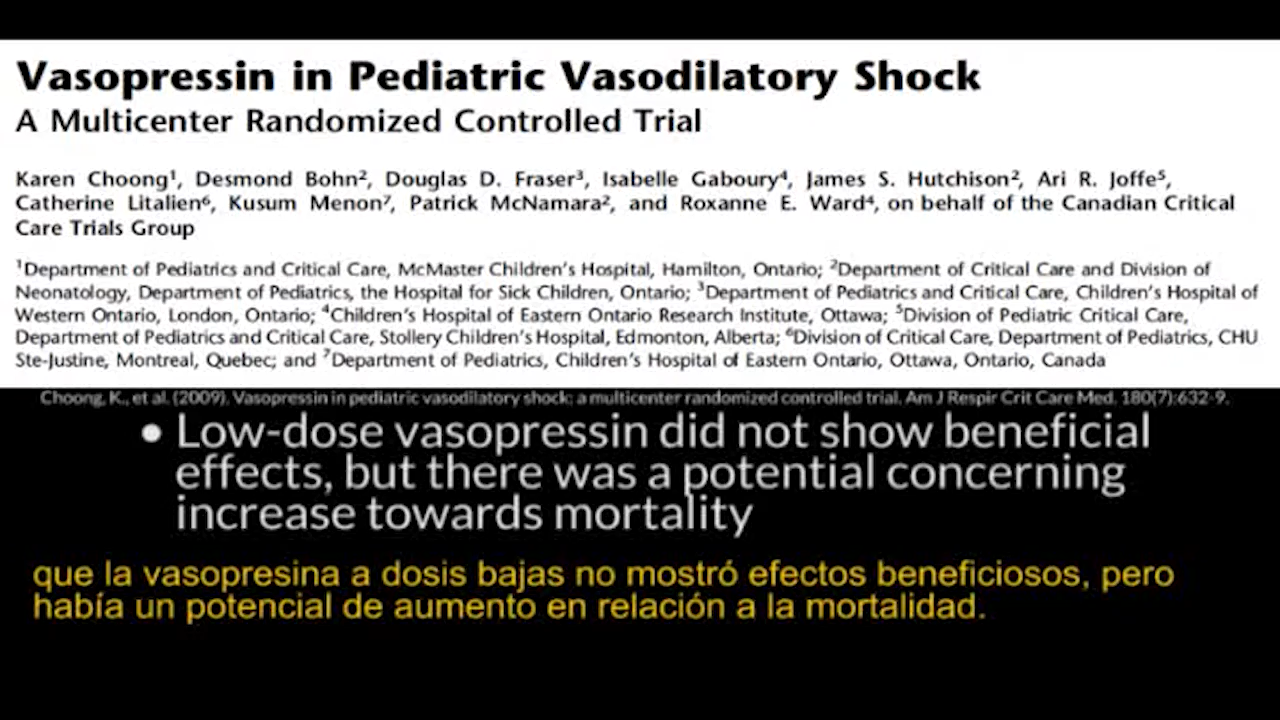 Vasopressin in Pediatric Vasodilatory Shock
A Multicenter Randomized Controlled Trial
Karen Choong¹, Desmond Bohn², Douglas D. Fraser³, Isabelle Gaboury⁴, James S. Hutchison², Ari R. Joffe⁵,
Catherine Litalien⁶, Kusum Menon⁷, Patrick McNamara², and Roxanne E. Ward⁴, on behalf of the Canadian Critical
Care Trials Group
¹Department of Pediatrics and Critical Care, McMaster Children's Hospital, Hamilton, Ontario; ²Department of Critical Care and Division of
Neonatology, Department of Pediatrics, the Hospital for Sick Children, Ontario; ³Department of Pediatrics and Critical Care, Children's Hospital of
Western Ontario, London, Ontario; ⁴Children's Hospital of Eastern Ontario Research Institute, Ottawa; ⁵Division of Pediatric Critical Care,
Department of Pediatrics and Critical Care, Stollery Children's Hospital, Edmonton, Alberta; ⁶Division of Critical Care, Department of Pediatrics, CHU
Ste-Justine, Montreal, Quebec; and ⁷Department of Pediatrics, Children's Hospital of Eastern Ontario, Ottawa, Ontario, Canada
Choong, K., et al. (2009). Vasopressin in pediatric vasodilatory shock: a multicenter randomized controlled trial. Am J Respir Crit Care Med. 180(7):632-9.
• Low-dose vasopressin did not show beneficial
effects, but there was a potential concerning
increase towards mortality
que la vasopresina a dosis bajas no mostró efectos beneficiosos, pero
había un potencial de aumento en relación a la mortalidad.